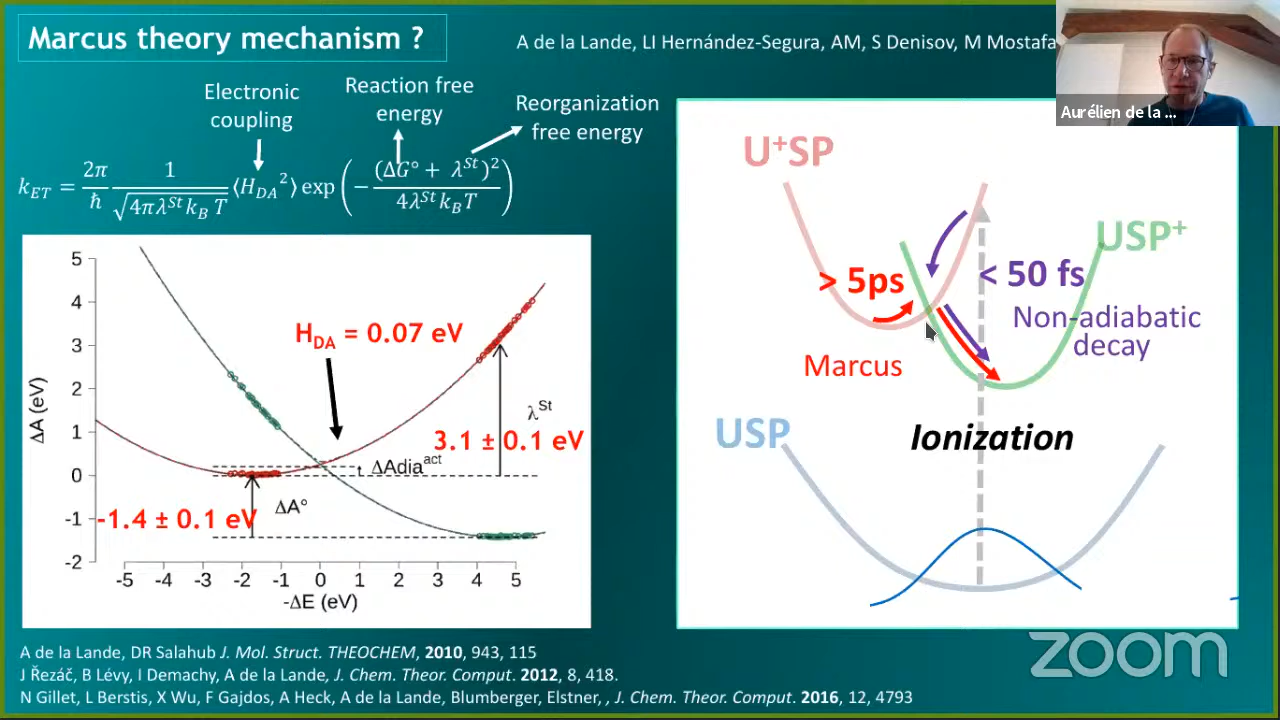 Marcus theory mechanism ?
A de la Lande, LI Hernández-Segura, AM, S Denisov, M Mostafa
Aurélien de la ...
Electronic
coupling
Reaction free
energy
Reorganization
free energy
k_ET = 2π/ħ 1/√(4πλ^St k_B T) ⟨H_DA²⟩ exp(−(ΔG° + λ^St)²/(4λ^St k_B T))
5
4
3
2
1
0
-1
-2
ΔA (eV)
H_DA = 0.07 eV
λ^St
3.1 ± 0.1 eV
ΔAdia^act
ΔA°
-1.4 ± 0.1 eV
-5 -4 -3 -2 -1 0 1 2 3 4 5
-ΔE (eV)
U⁺SP
USP⁺
> 5ps
< 50 fs
Non-adiabatic
decay
Marcus
USP
Ionization
A de la Lande, DR Salahub J. Mol. Struct. THEOCHEM, 2010, 943, 115
J Řezáč, B Lévy, I Demachy, A de la Lande, J. Chem. Theor. Comput. 2012, 8, 418.
N Gillet, L Berstis, X Wu, F Gajdos, A Heck, A de la Lande, Blumberger, Elstner, , J. Chem. Theor. Comput. 2016, 12, 4793
zoom